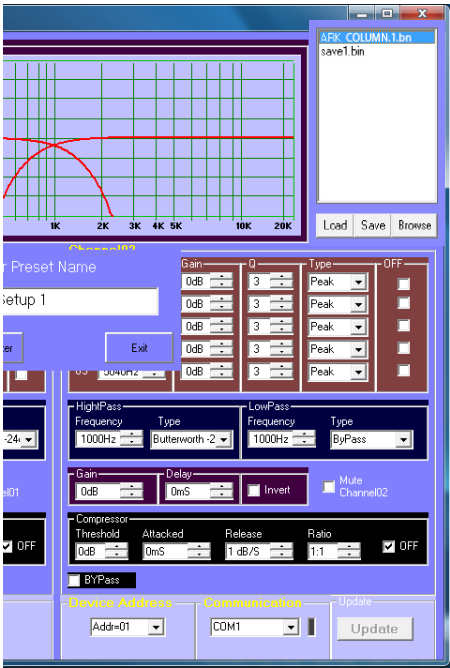 ARK COLUMN.1.bn
save1.bin
1K 2K 3K 4K 5K 10K 20K
Load Save Browse
Channel02
r Preset Name
Setup 1
ter Exit
Gain Q Type OFF
0dB 3 Peak
0dB 3 Peak
0dB 3 Peak
0dB 3 Peak
05 5040Hz 0dB 3 Peak
HightPass LowPass
Frequency Type Frequency Type
-24 1000Hz Butterworth -2 1000Hz ByPass
Gain Delay
0dB 0mS Invert Mute
el01 Channel02
Compressor
Threshold Attacked Release Ratio
OFF 0dB 0mS 1 dB/S 1:1 OFF
BYPass
Device Address Communication Update
Addr=01 COM1 Update